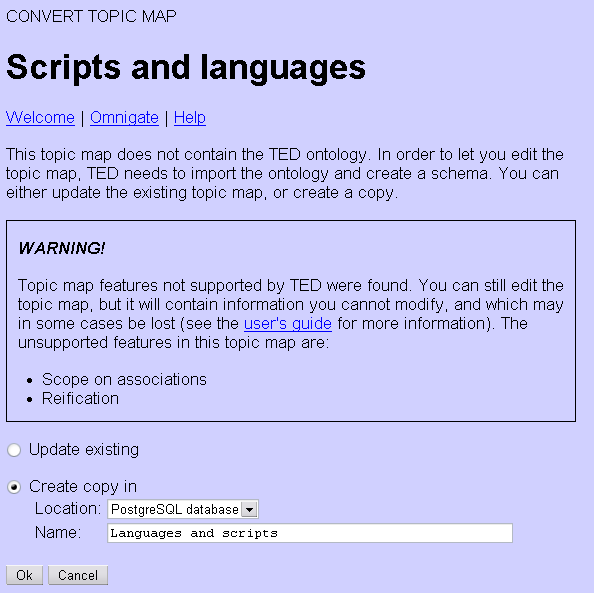 CONVERT TOPIC MAP
Scripts and languages
Welcome | Omnigate | Help
This topic map does not contain the TED ontology. In order to let you edit the
topic map, TED needs to import the ontology and create a schema. You can
either update the existing topic map, or create a copy.
WARNING!
Topic map features not supported by TED were found. You can still edit the
topic map, but it will contain information you cannot modify, and which may
in some cases be lost (see the user's guide for more information). The
unsupported features in this topic map are:
• Scope on associations
• Reification
Update existing
Create copy in
Location: PostgreSQL database
Name: Languages and scripts
Ok Cancel